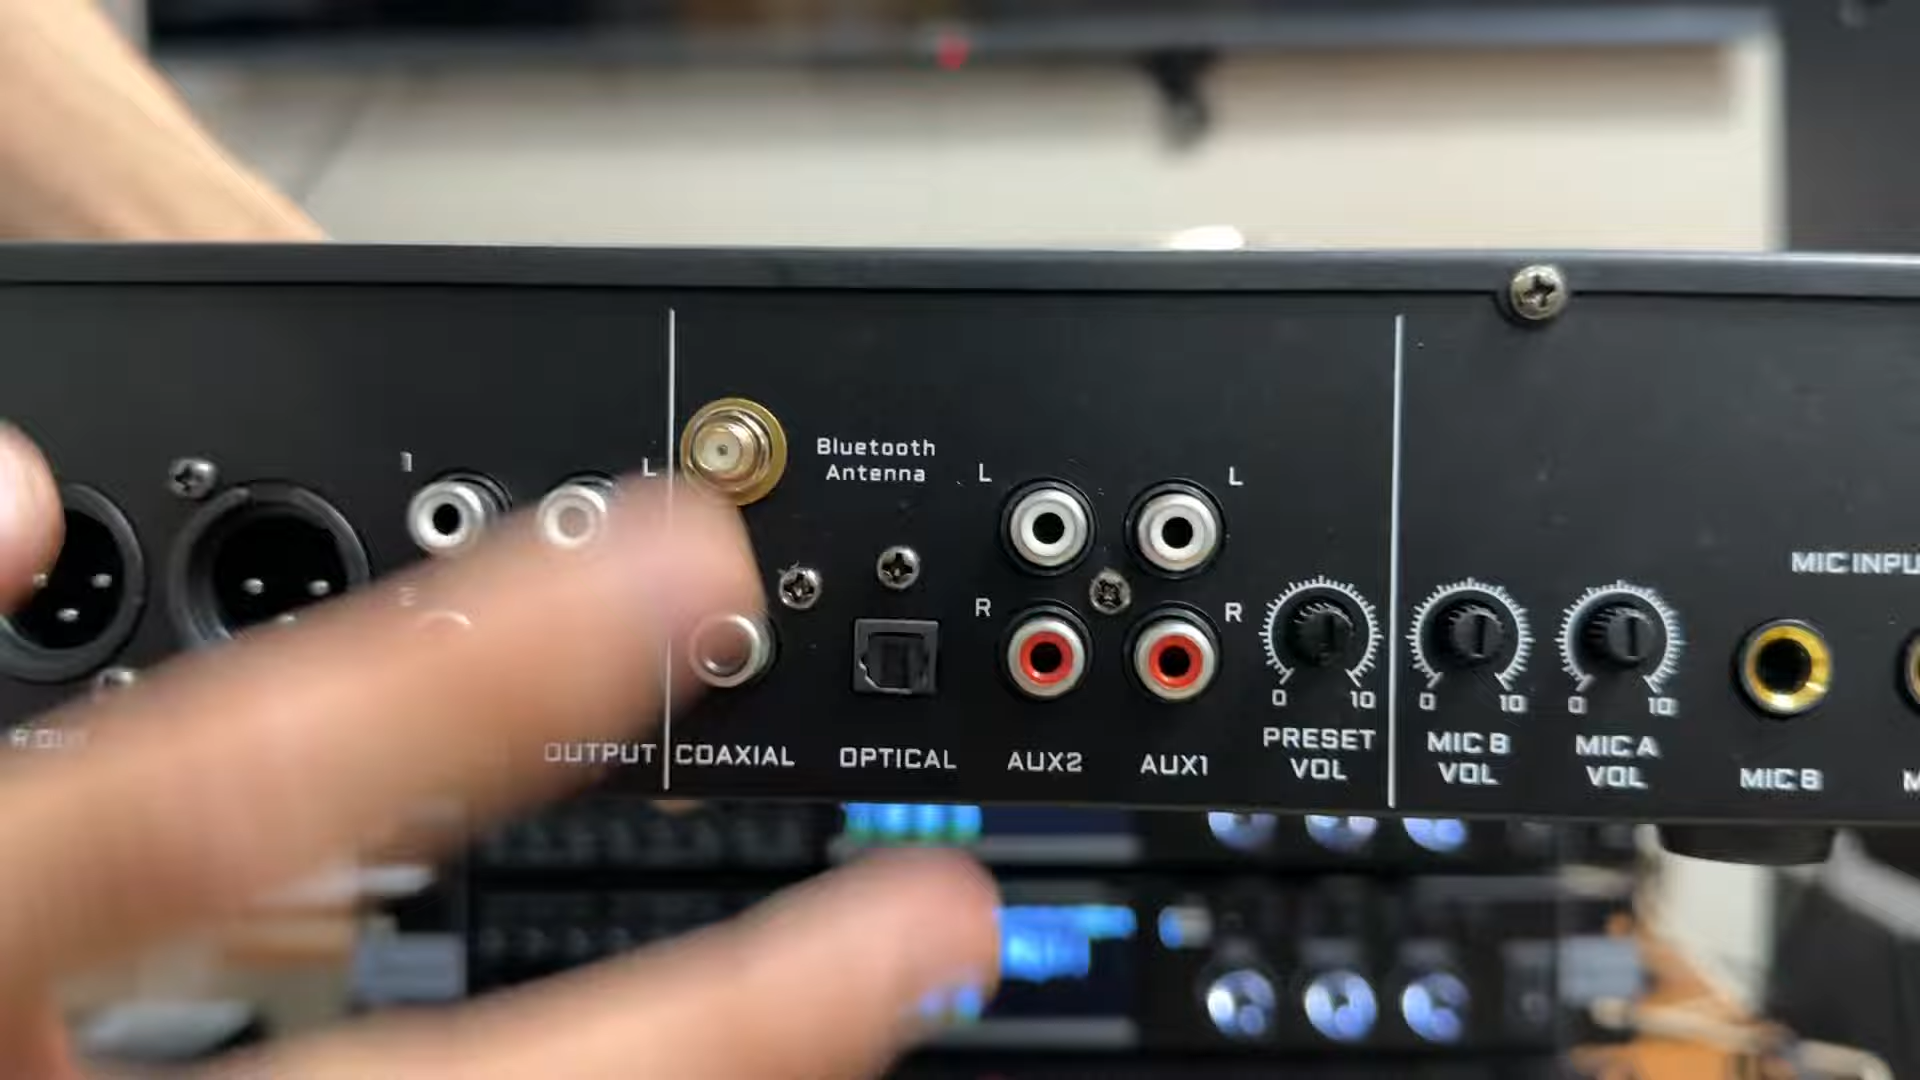 1
L
Bluetooth
Antenna
L
L
R
R
0 10
0 10
0 10
MIC INPU
OUTPUT
COAXIAL
OPTICAL
AUX2
AUX1
PRESET
VOL
MIC B
VOL
MIC A
VOL
MIC B
M